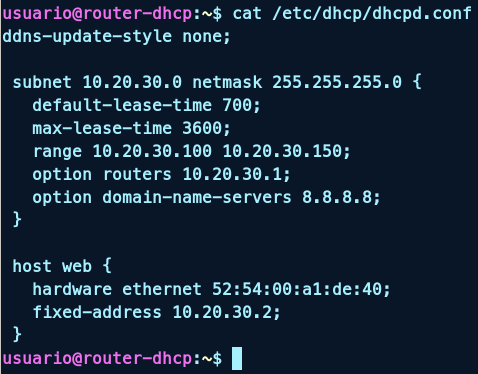 usuario@router-dhcp:~$ cat /etc/dhcp/dhcpd.conf
ddns-update-style none;
subnet 10.20.30.0 netmask 255.255.255.0 {
default-lease-time 700;
max-lease-time 3600;
range 10.20.30.100 10.20.30.150;
option routers 10.20.30.1;
option domain-name-servers 8.8.8.8;
}
host web {
hardware ethernet 52:54:00:a1:de:40;
fixed-address 10.20.30.2;
}
usuario@router-dhcp:~$